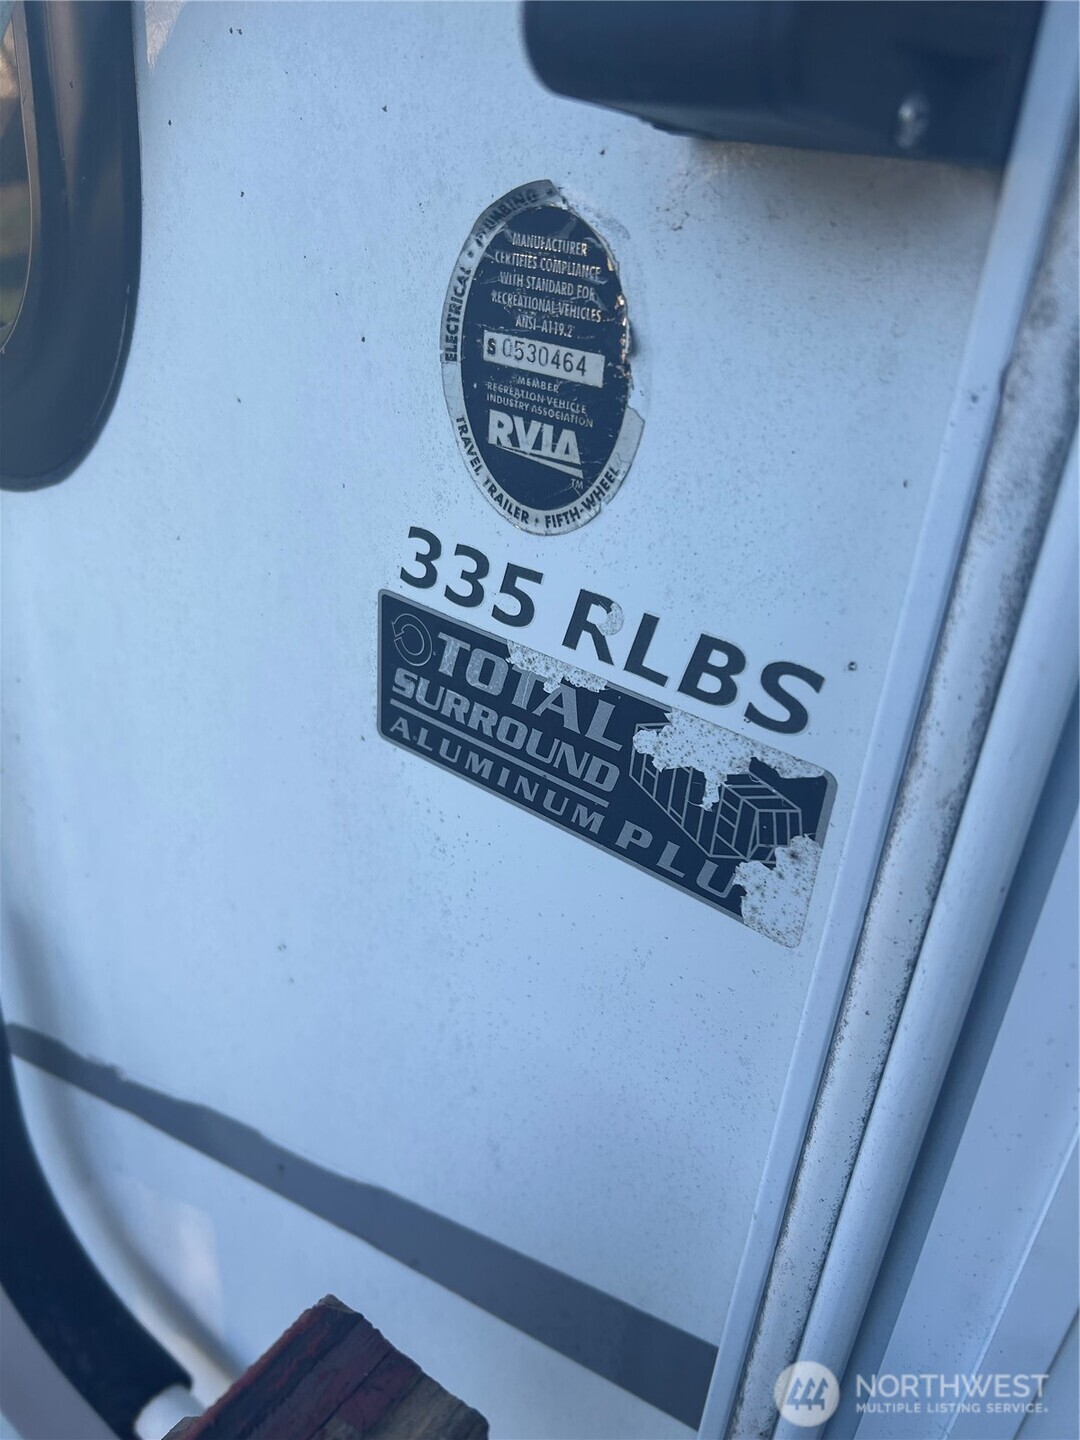 ELECTRICAL • PLUMBING •
MANUFACTURER
CERTIFIES COMPLIANCE
WITH STANDARD FOR
RECREATIONAL VEHICLES
ANSI-A119.2
S 0530464
MEMBER
RECREATION VEHICLE
INDUSTRY ASSOCIATION
RVIA
TM
TRAVEL TRAILER • FIFTH-WHEEL
335 RLBS
TOTAL
SURROUND
ALUMINUM PLU
NORTHWEST
MULTIPLE LISTING SERVICE®